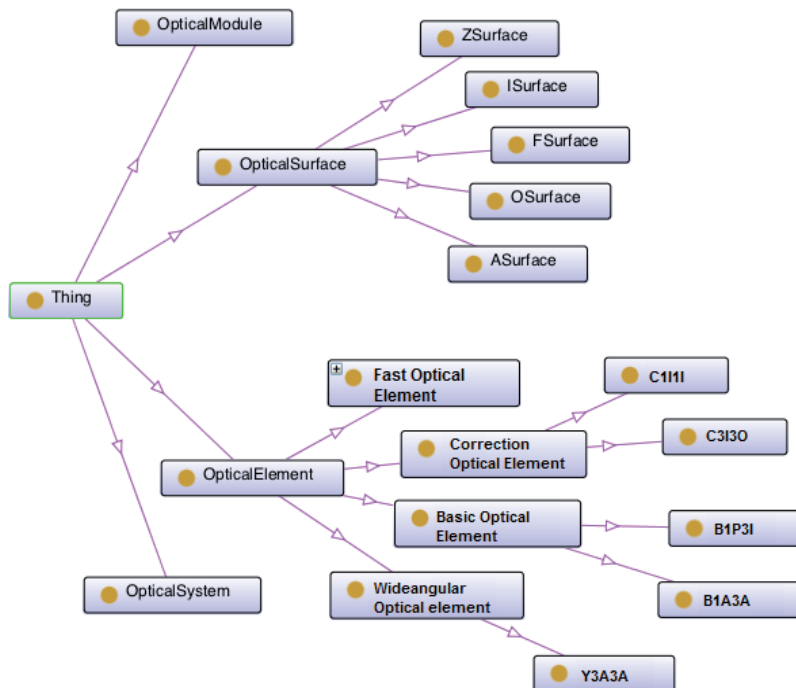 OpticalModule
ZSurface
ISurface
FSurface
OpticalSurface
OSurface
ASurface
Thing
Fast Optical
Element
C1I1I
Correction
Optical Element
C3I3O
OpticalElement
Basic Optical
Element
B1P3I
OpticalSystem
Wideangular
Optical element
B1A3A
Y3A3A